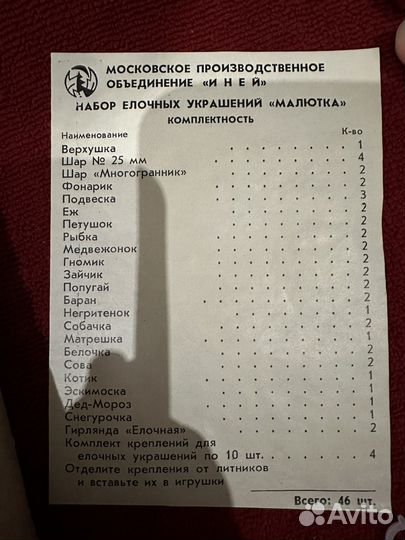 МОСКОВСКОЕ ПРОИЗВОДСТВЕННОЕ
ОБЪЕДИНЕНИЕ «ИНЕЙ»
НАБОР ЕЛОЧНЫХ УКРАШЕНИЙ «МАЛЮТКА»
КОМПЛЕКТНОСТЬ
Наименование К-во
Верхушка 1
Шар № 25 мм 4
Шар «Многогранник» 2
Фонарик 2
Подвеска 3
Еж 2
Петушок 2
Рыбка 2
Медвежонок 2
Гномик 2
Зайчик 2
Попугай 2
Баран 2
Негритенок 1
Собачка 2
Матрешка 1
Белочка 2
Сова 2
Котик 1
Эскимоска 1
Дед-Мороз 1
Снегурочка 1
Гирлянда «Елочная» 2
Комплект креплений для
елочных украшений по 10 шт. 4
Отделите крепления от литников
и вставьте их в игрушки
Всего: 46 шт.
Avito